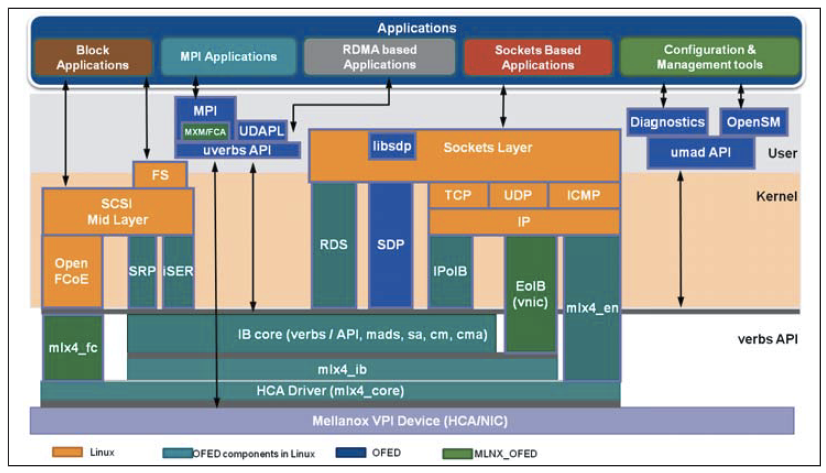 Applications
Block
Applications
MPI Applications
RDMA based
Applications
Sockets Based
Applications
Configuration &
Management tools
MPI
MXM/FCA
UDAPL
uverbs API
libsdp
Sockets Layer
Diagnostics
OpenSM
umad API
User
FS
Kernel
SCSI
Mid Layer
TCP
UDP
ICMP
IP
Open
FCoE
SRP
iSER
RDS
SDP
IPoIB
EoIB
(vnic)
mlx4_en
mlx4_fc
IB core (verbs / API, mads, sa, cm, cma)
verbs API
mlx4_ib
HCA Driver (mlx4_core)
Mellanox VPI Device (HCA/NIC)
Linux
OFED components in Linux
OFED
MLNX_OFED